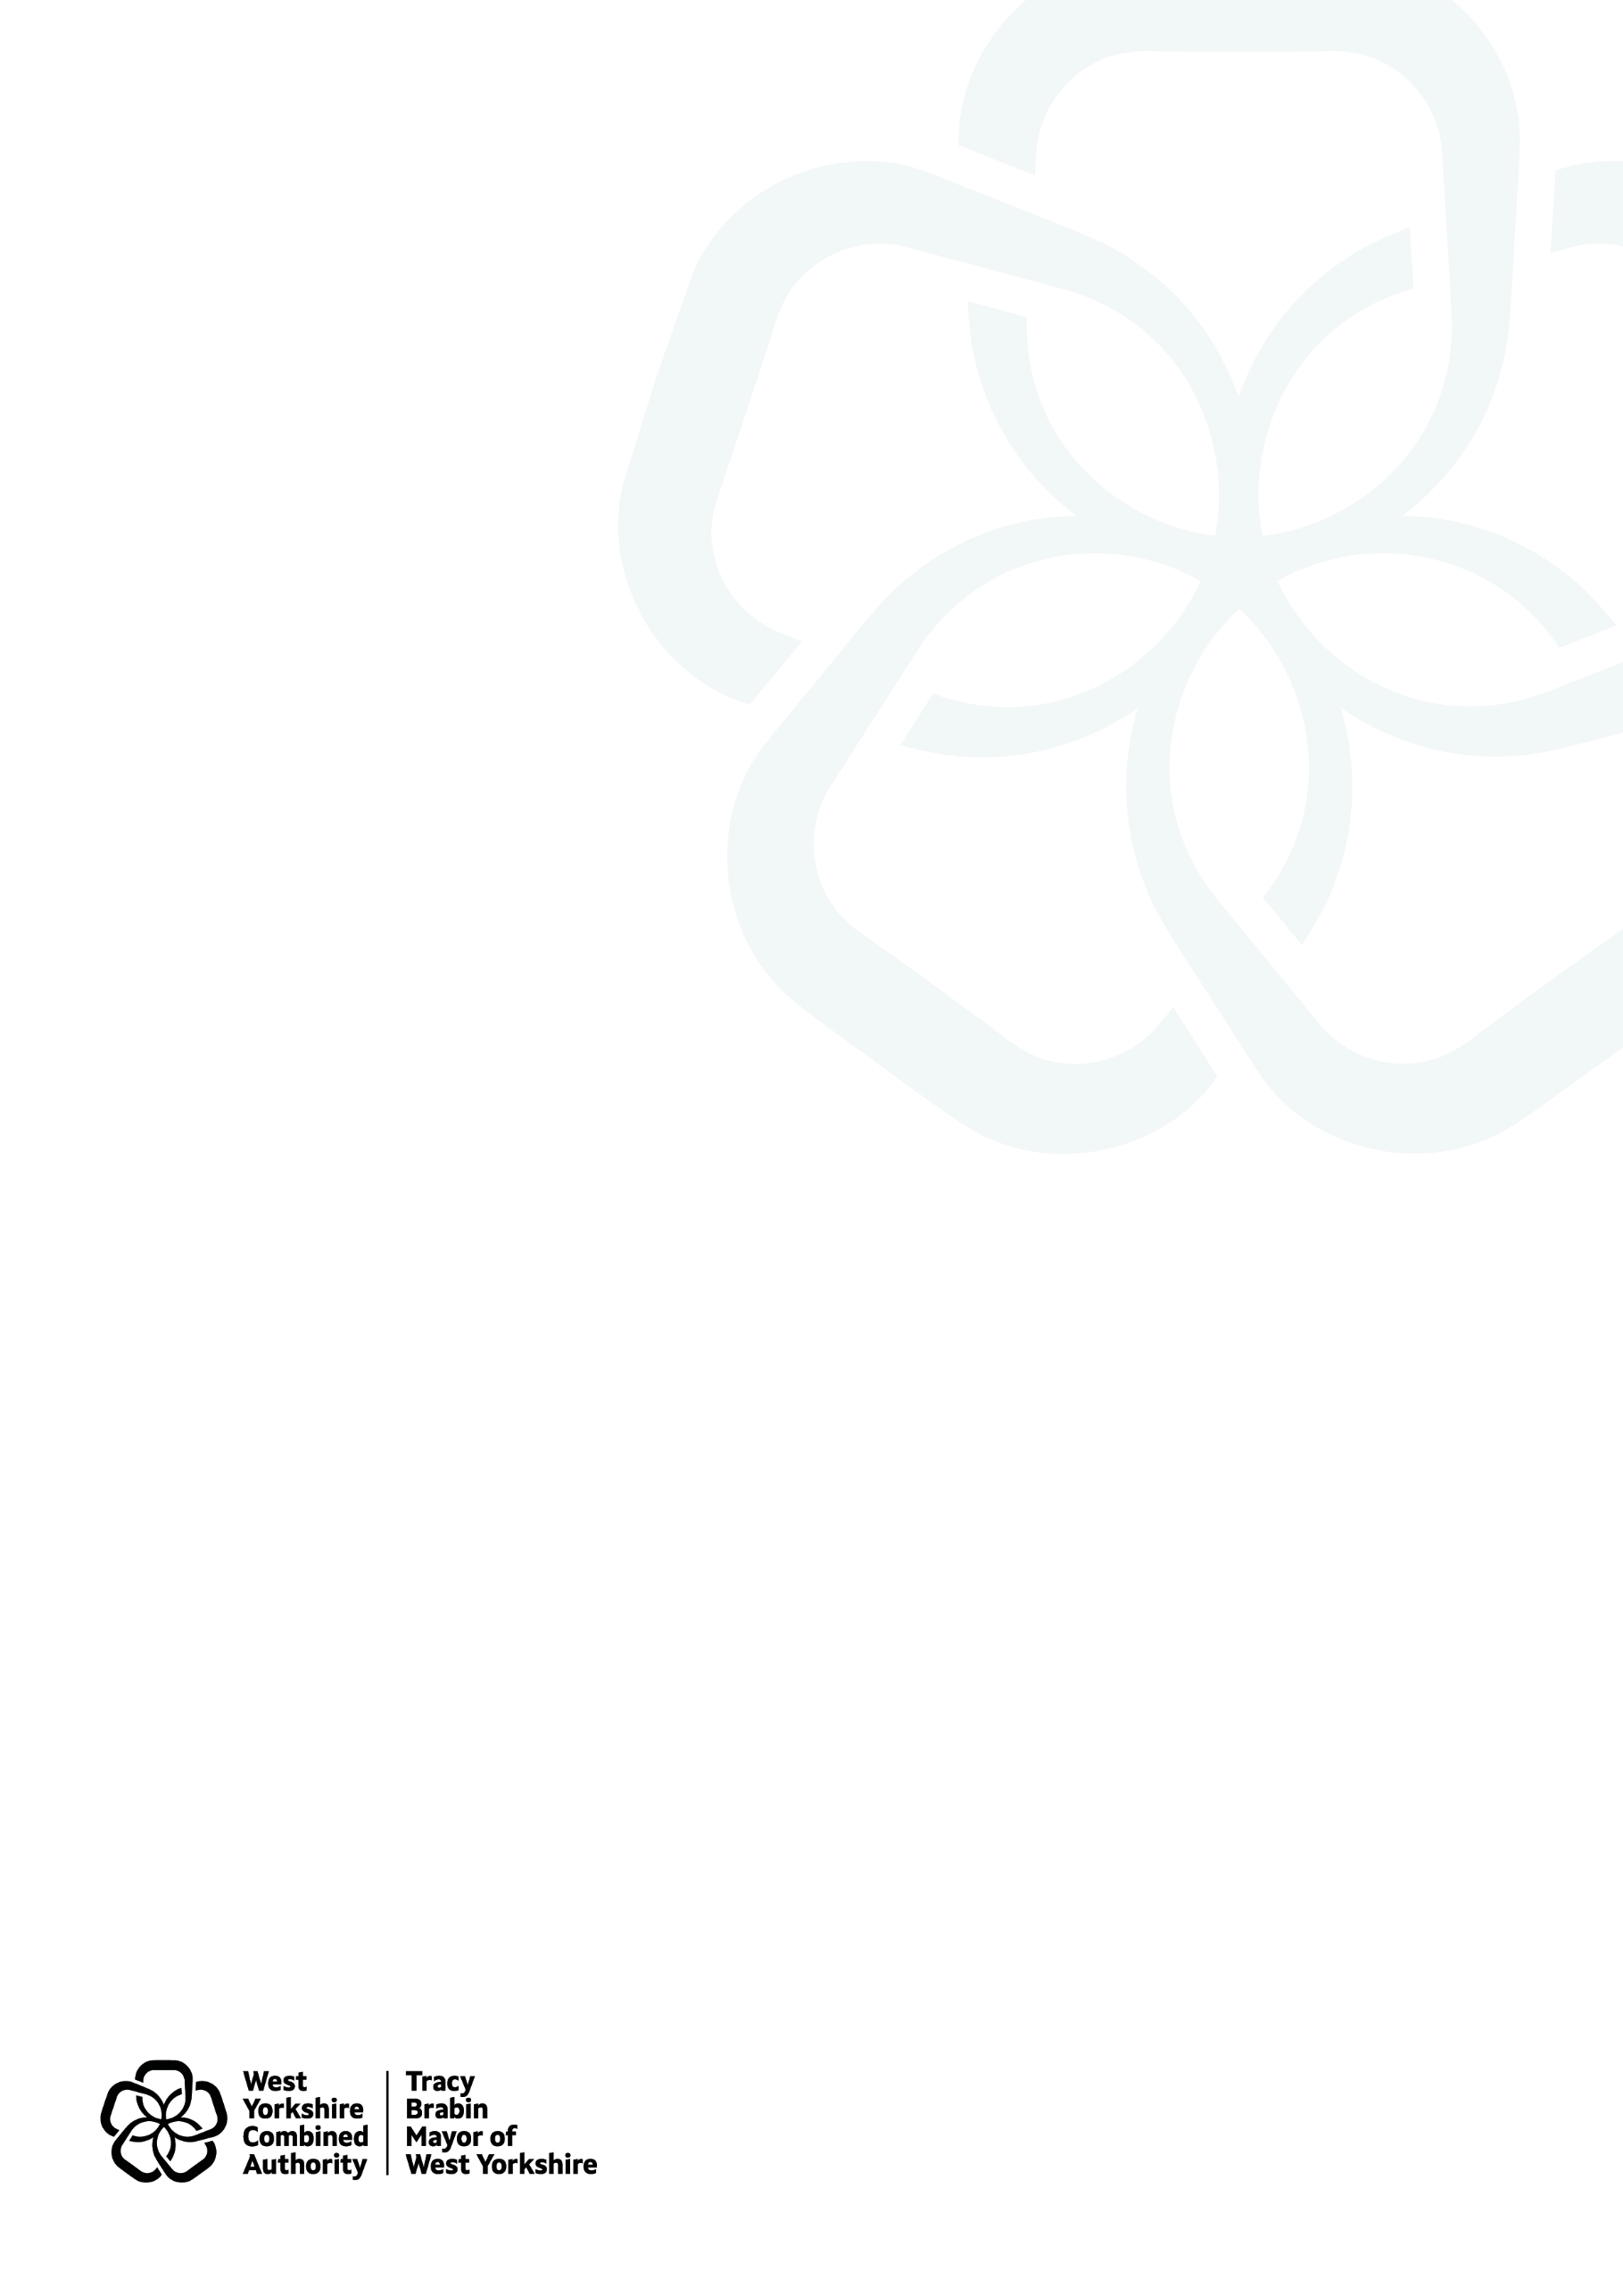 West
Yorkshire
Combined
Authority
Tracy
Brabin
Mayor of
West Yorkshire